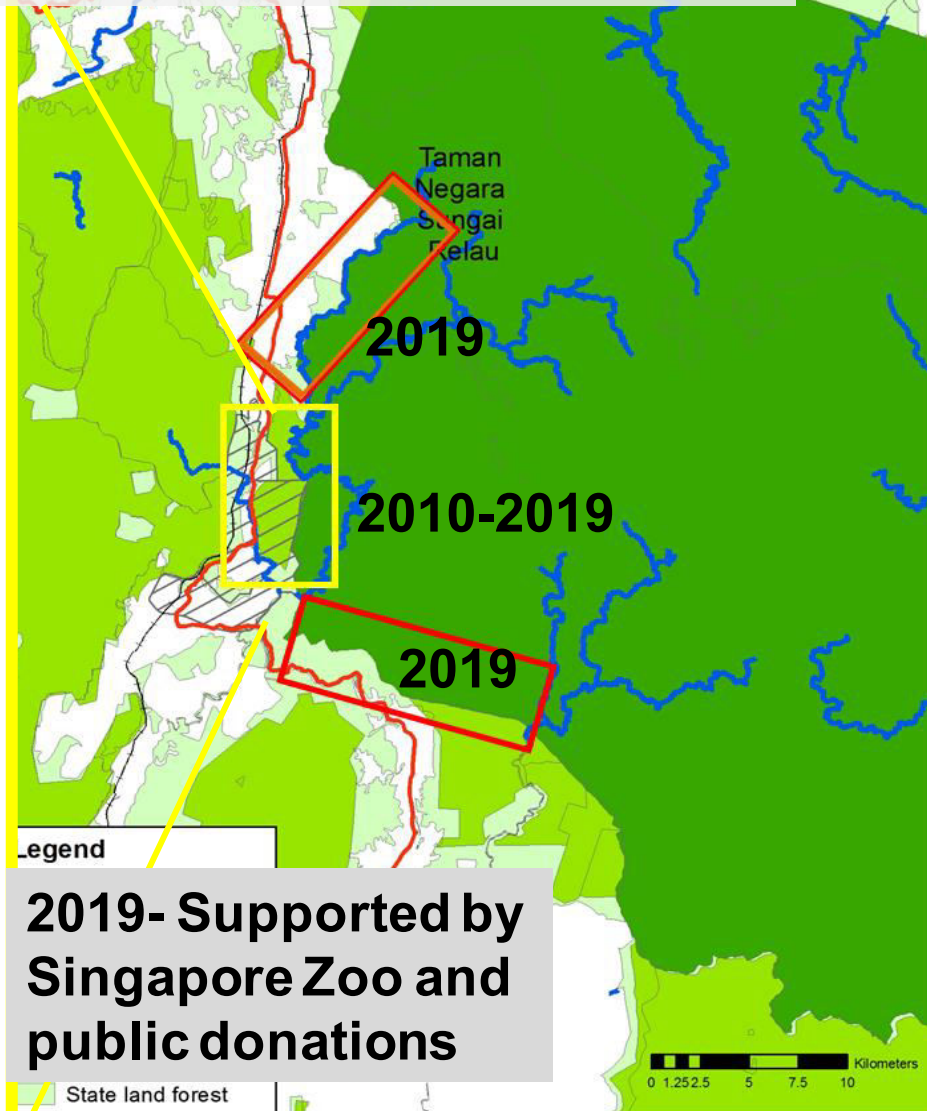 Taman
Negara
Sungai
Relau
2019
2010-2019
2019
Legend
2019- Supported by
Singapore Zoo and
public donations
State land forest
Kilometers
0 1.25 2.5 5 7.5 10